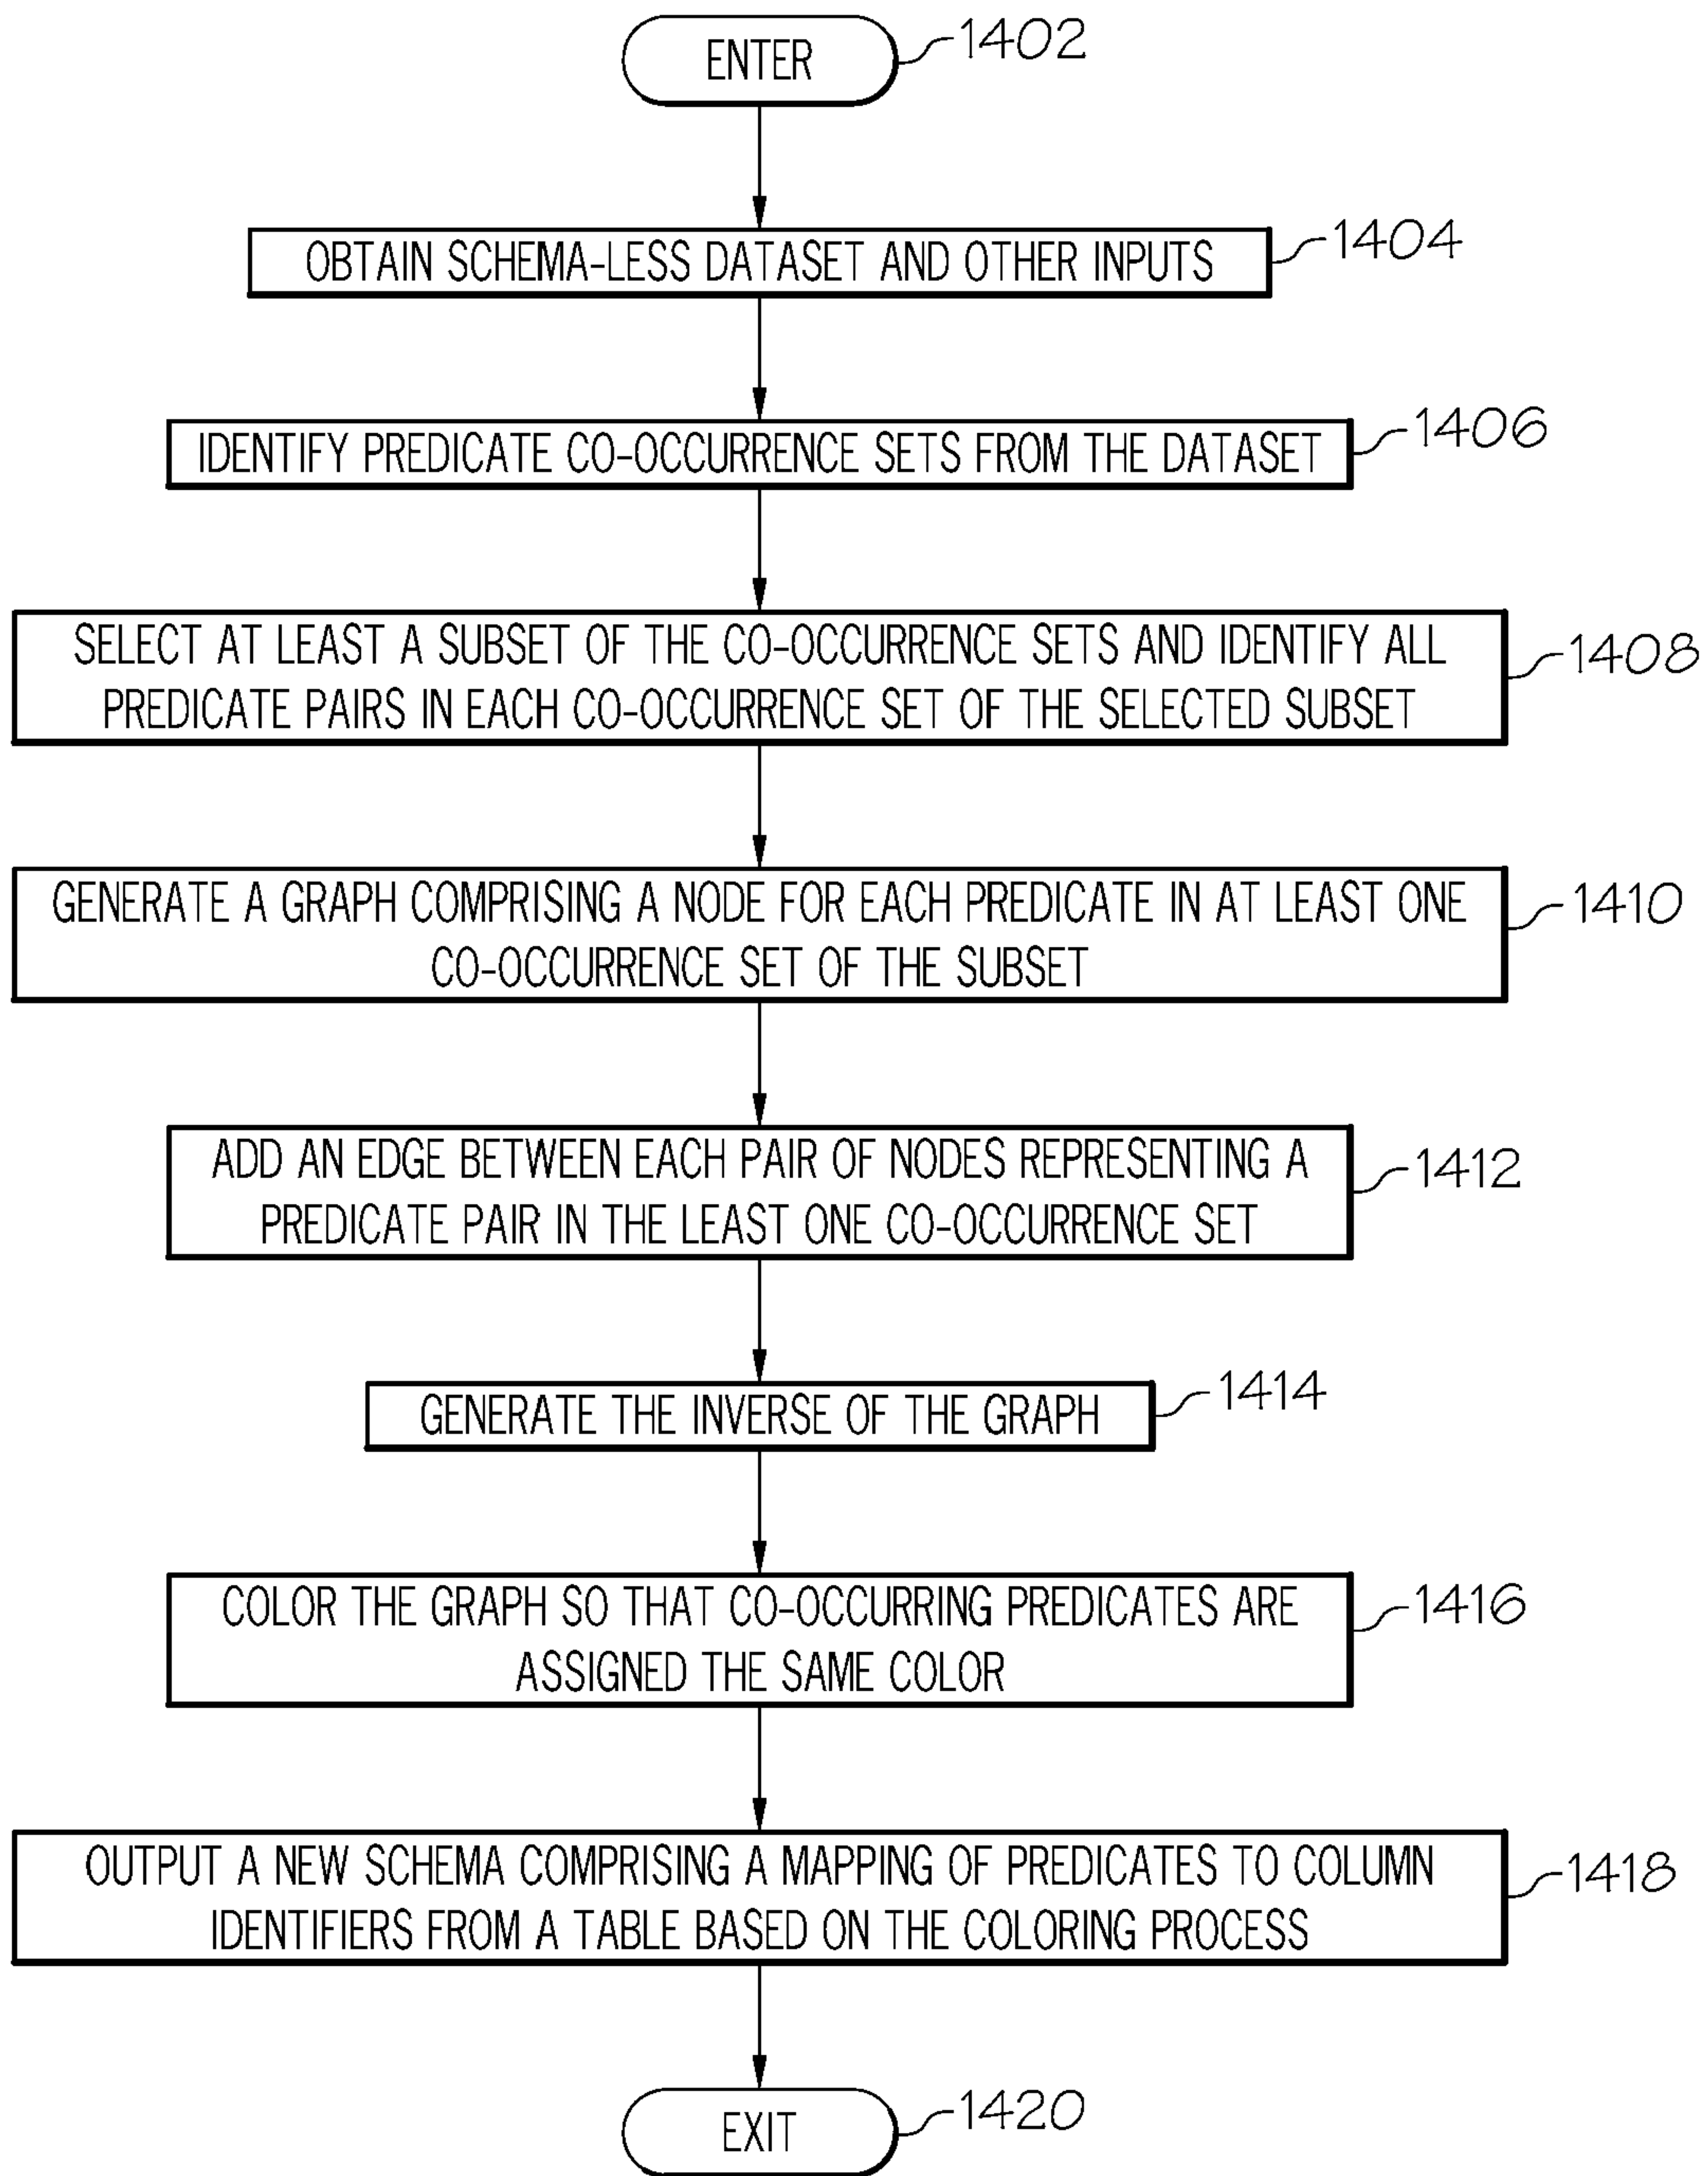 ENTER
1402
OBTAIN SCHEMA-LESS DATASET AND OTHER INPUTS
1404
IDENTIFY PREDICATE CO-OCCURRENCE SETS FROM THE DATASET
1406
SELECT AT LEAST A SUBSET OF THE CO-OCCURRENCE SETS AND IDENTIFY ALL
PREDICATE PAIRS IN EACH CO-OCCURRENCE SET OF THE SELECTED SUBSET
1408
GENERATE A GRAPH COMPRISING A NODE FOR EACH PREDICATE IN AT LEAST ONE
CO-OCCURRENCE SET OF THE SUBSET
1410
ADD AN EDGE BETWEEN EACH PAIR OF NODES REPRESENTING A
PREDICATE PAIR IN THE LEAST ONE CO-OCCURRENCE SET
1412
GENERATE THE INVERSE OF THE GRAPH
1414
COLOR THE GRAPH SO THAT CO-OCCURRING PREDICATES ARE
ASSIGNED THE SAME COLOR
1416
OUTPUT A NEW SCHEMA COMPRISING A MAPPING OF PREDICATES TO COLUMN
IDENTIFIERS FROM A TABLE BASED ON THE COLORING PROCESS
1418
EXIT
1420